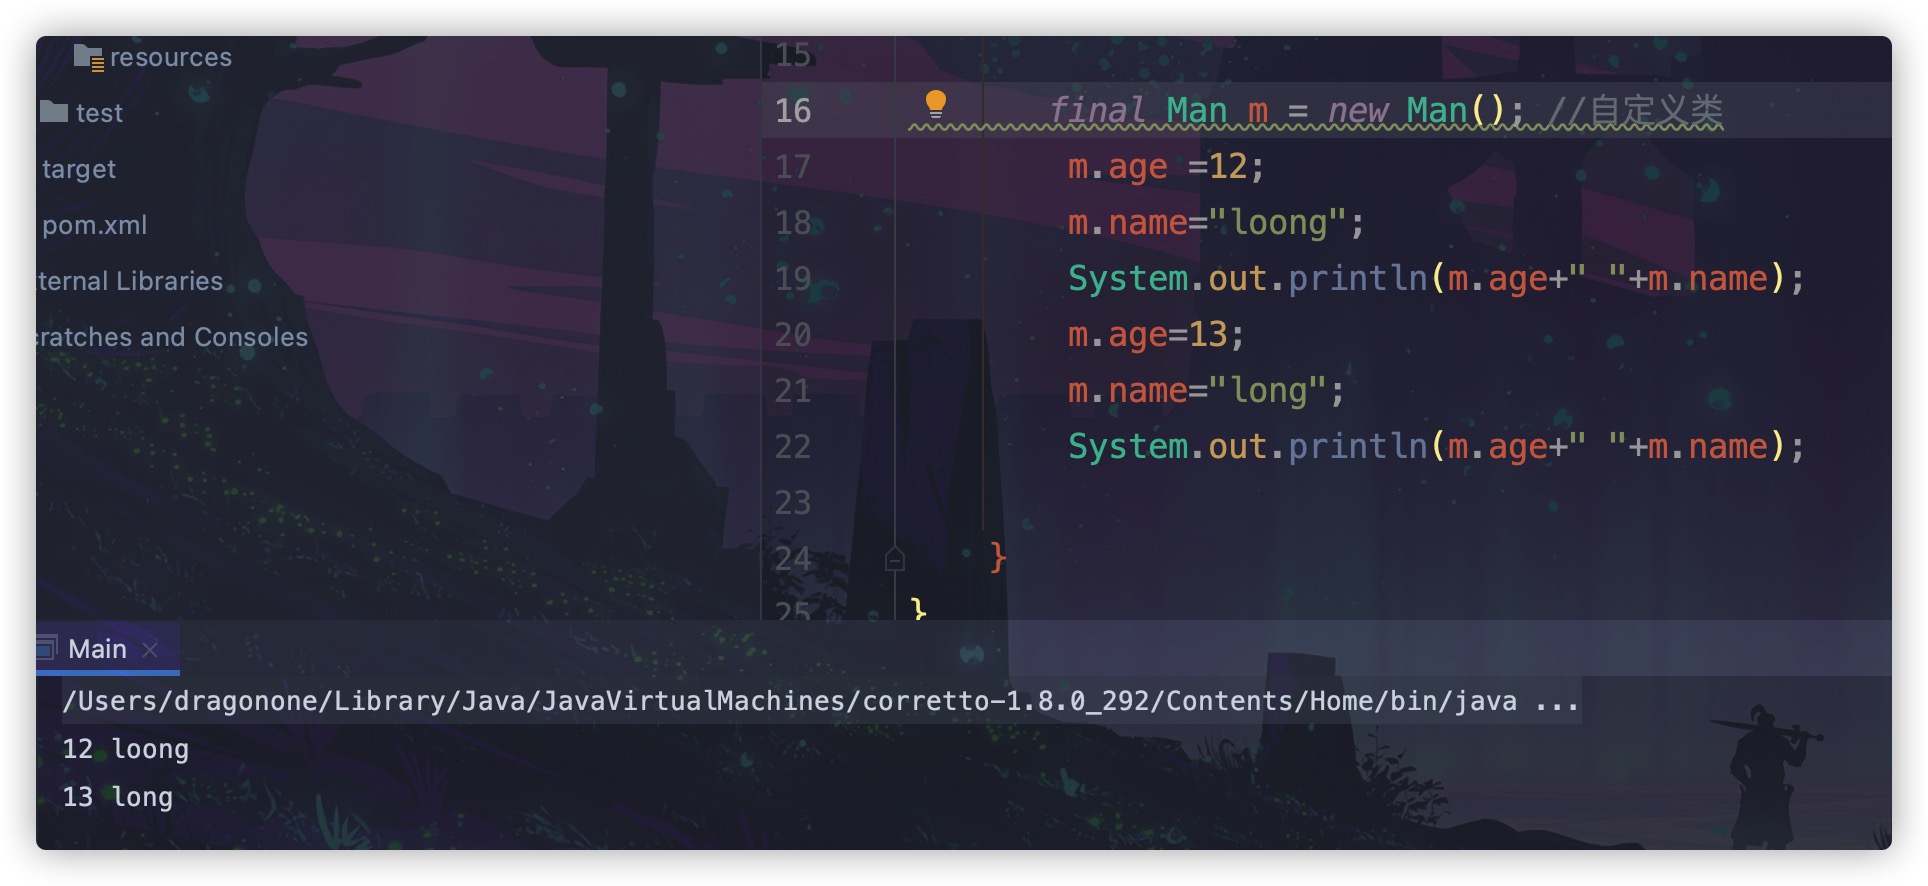 resources
test
target
pom.xml
ternal Libraries
cratches and Consoles
15
16 final Man m = new Man(); //自定义类
17 m.age =12;
18 m.name="loong";
19 System.out.println(m.age+" "+m.name);
20 m.age=13;
21 m.name="long";
22 System.out.println(m.age+" "+m.name);
23
24 }
25 }
Main
/Users/dragonone/Library/Java/JavaVirtualMachines/corretto-1.8.0_292/Contents/Home/bin/java ...
12 loong
13 long